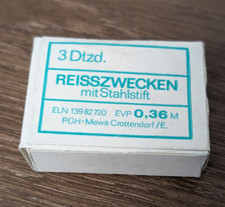 3 Dtzd.
REISSZWECKEN
mit Stahlstift
ELN 139 82 720 EVP 0,36 M
PGH-Mewa Crottendorf/E.